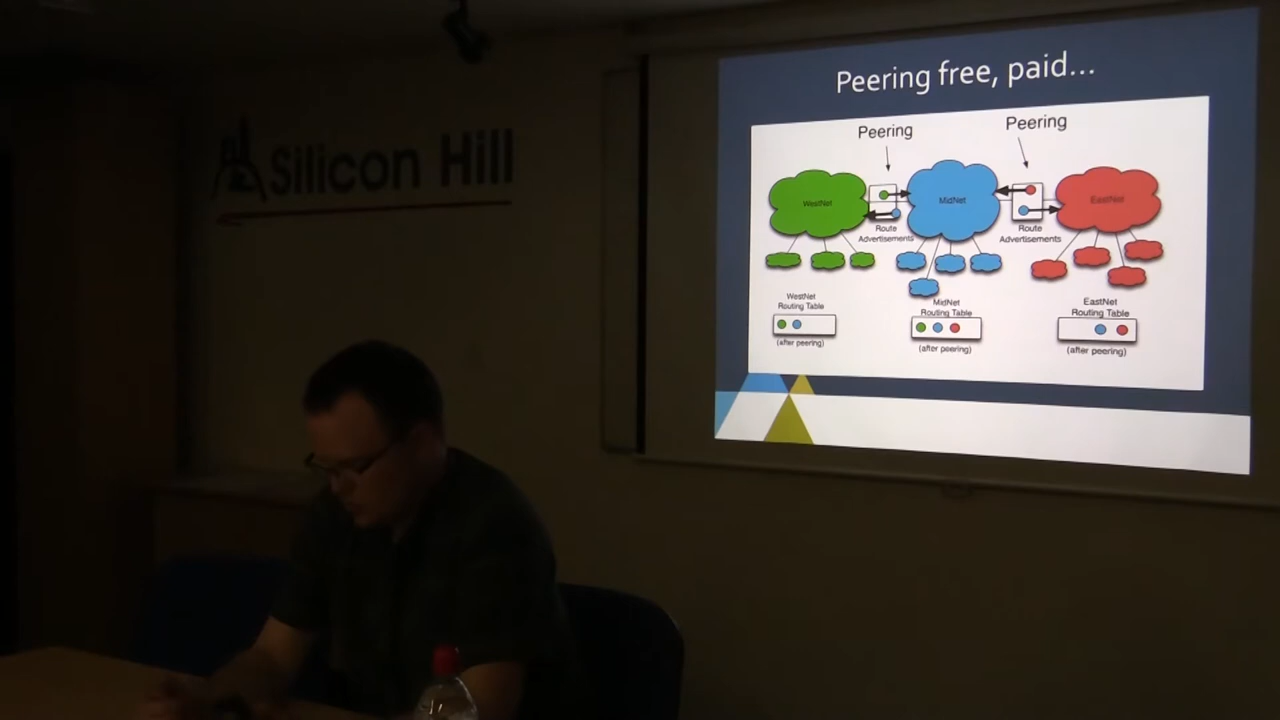 Silicon Hill
Peering free, paid...
Peering
Peering
WestNet
MidNet
EastNet
Route
Advertisements
Route
Advertisements
WestNet
Routing Table
(after peering)
MidNet
Routing Table
(after peering)
EastNet
Routing Table
(after peering)